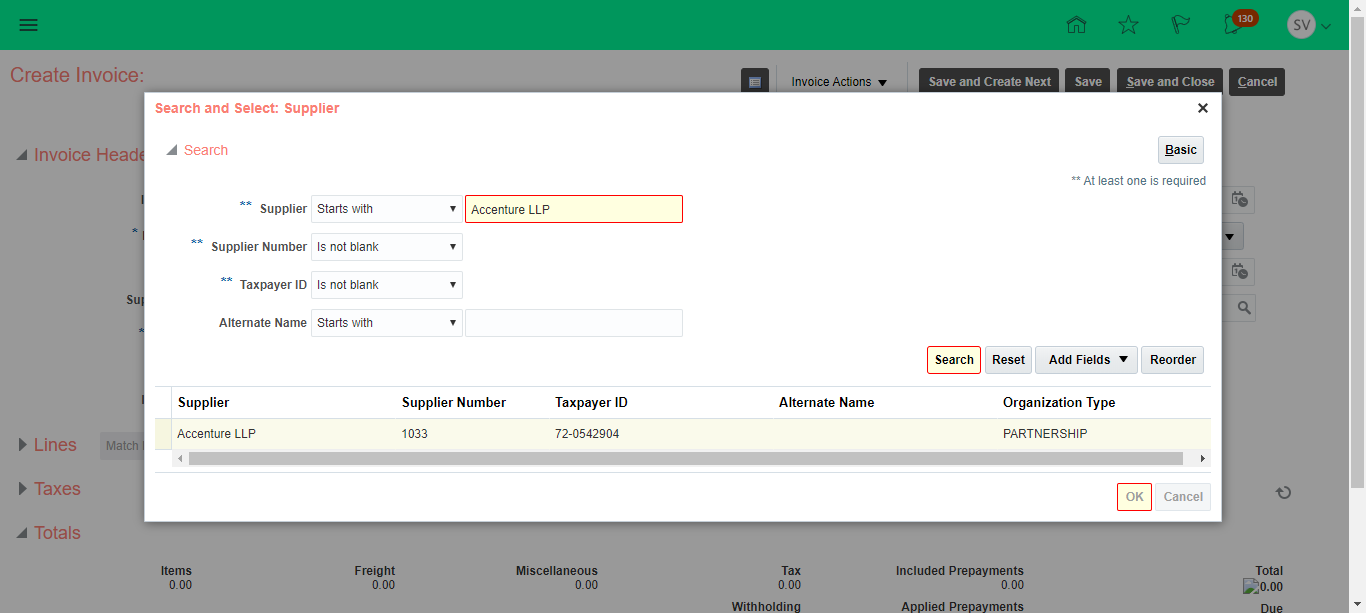 130
SV
Create Invoice:
Invoice Actions
Save and Create Next
Save
Save and Close
Cancel
Search and Select: Supplier
Search
Basic
** At least one is required
Invoice Heade
** Supplier Starts with Accenture LLP
*
** Supplier Number Is not blank
** Taxpayer ID Is not blank
Sup
Alternate Name Starts with
Search Reset Add Fields Reorder
Supplier Supplier Number Taxpayer ID Alternate Name Organization Type
Accenture LLP 1033 72-0542904 PARTNERSHIP
Lines Match
Taxes
OK Cancel
Totals
Items Freight Miscellaneous Tax Included Prepayments Total
0.00 0.00 0.00 0.00 0.00 0.00
Withholding Applied Prepayments Due